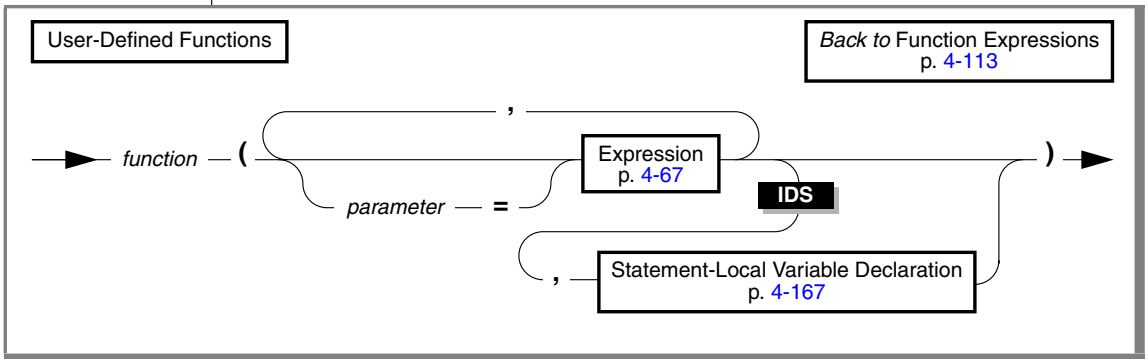 User-Defined Functions
Back to Function Expressions
p. 4-113
,
function ( Expression )
p. 4-67
IDS
parameter =
, Statement-Local Variable Declaration
p. 4-167